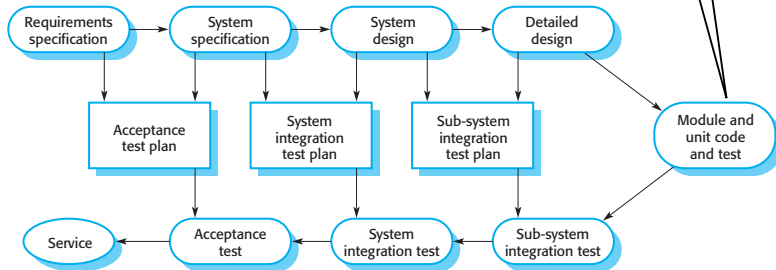 Requirements
specification
System
specification
System
design
Detailed
design
Acceptance
test plan
System
integration
test plan
Sub-system
integration
test plan
Module and
unit code
and test
Service
Acceptance
test
System
integration test
Sub-system
integration test